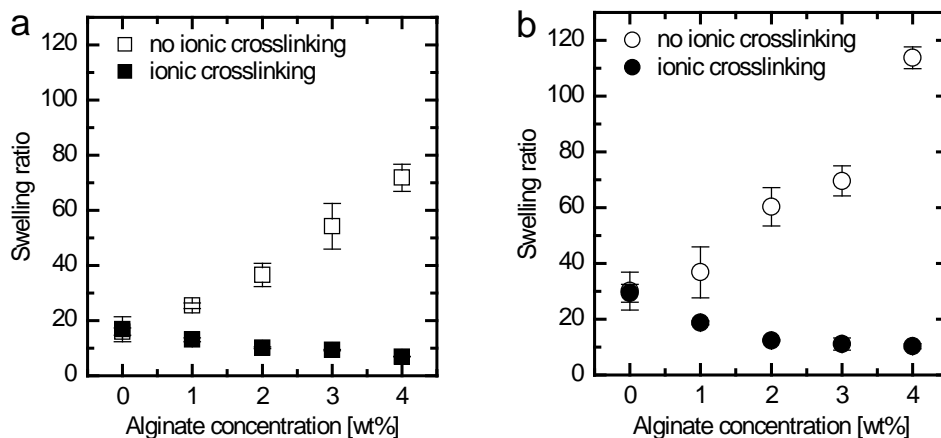 a
no ionic crosslinking
ionic crosslinking
120
100
80
60
40
20
0
Swelling ratio
0 1 2 3 4
Alginate concentration [wt%]
b
no ionic crosslinking
ionic crosslinking
120
100
80
60
40
20
0
Swelling ratio
0 1 2 3 4
Alginate concentration [wt%]